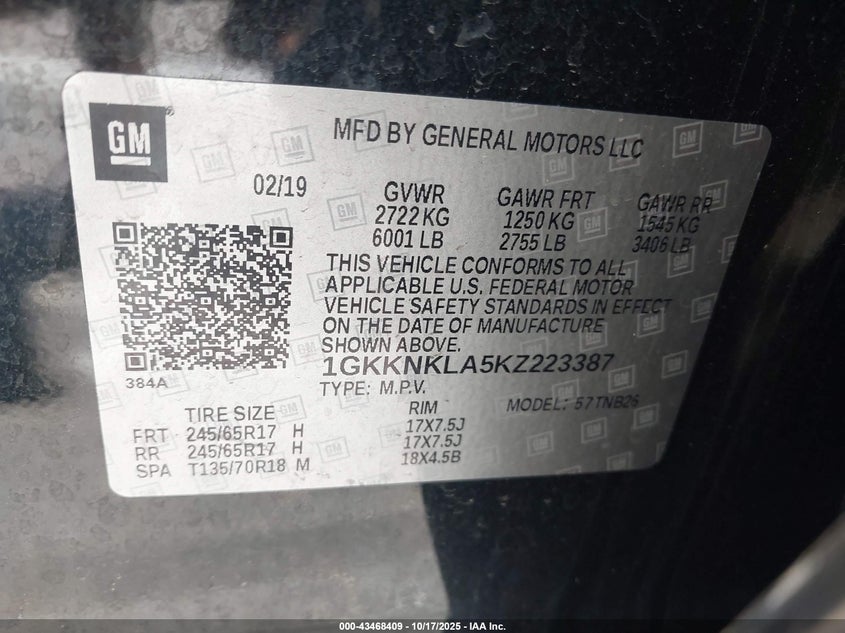 GM
MFD BY GENERAL MOTORS LLC
02/19
GVWR GAWR FRT GAWR RR
2722 KG 1250 KG 1545 KG
6001 LB 2755 LB 3406 LB
THIS VEHICLE CONFORMS TO ALL
APPLICABLE U.S. FEDERAL MOTOR
VEHICLE SAFETY STANDARDS IN EFFECT
ON THE DATE OF MANUFACTURE
SHOWN ABOVE.
384A
1GKKNKLA5KZ223387
TYPE: M.P.V. MODEL: 57TNB26
TIRE SIZE RIM
FRT 245/65R17 H 17X7.5J
RR 245/65R17 H 17X7.5J
SPA T135/70R18 M 18X4.5B
000-43468409 - 10/17/2025 - IAA Inc.